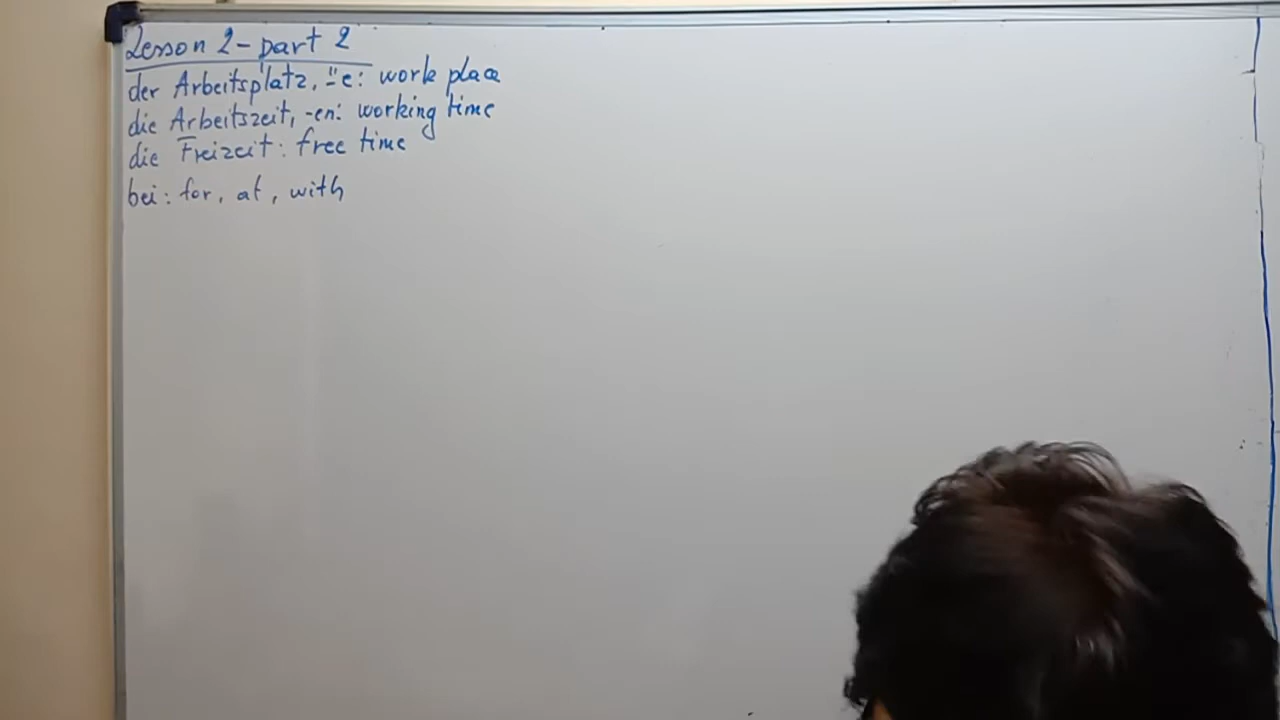 Lesson 2 - part 2
der Arbeitsplatz, -̈e: work place
die Arbeitszeit, -en: working time
die Freizeit: free time
bei: for, at, with